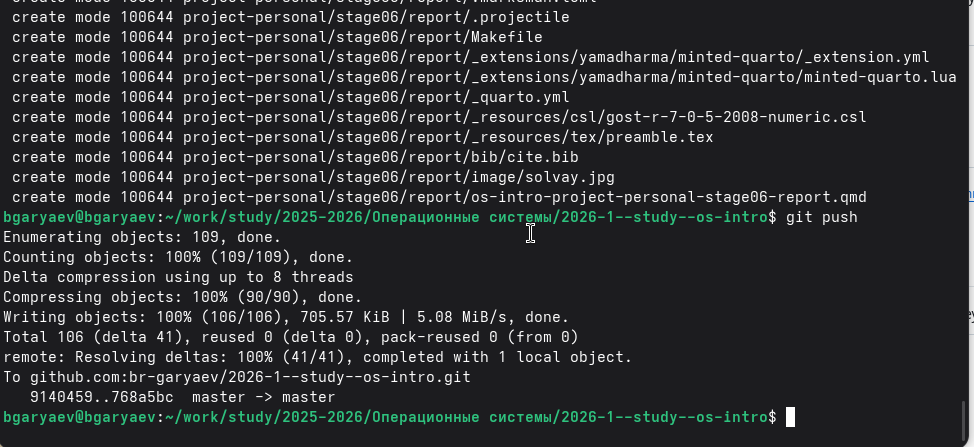 create mode 100644 project-personal/stage06/report/.projectile
create mode 100644 project-personal/stage06/report/Makefile
create mode 100644 project-personal/stage06/report/_extensions/yamadharma/minted-quarto/_extension.yml
create mode 100644 project-personal/stage06/report/_extensions/yamadharma/minted-quarto/minted-quarto.lua
create mode 100644 project-personal/stage06/report/_quarto.yml
create mode 100644 project-personal/stage06/report/_resources/csl/gost-r-7-0-5-2008-numeric.csl
create mode 100644 project-personal/stage06/report/_resources/tex/preamble.tex
create mode 100644 project-personal/stage06/report/bib/cite.bib
create mode 100644 project-personal/stage06/report/image/solvay.jpg
create mode 100644 project-personal/stage06/report/os-intro-project-personal-stage06-report.qmd
bgaryaev@bgaryaev:~/work/study/2025-2026/Операционные системы/2026-1--study--os-intro$ git push
Enumerating objects: 109, done.
Counting objects: 100% (109/109), done.
Delta compression using up to 8 threads
Compressing objects: 100% (90/90), done.
Writing objects: 100% (106/106), 705.57 KiB | 5.08 MiB/s, done.
Total 106 (delta 41), reused 0 (delta 0), pack-reused 0 (from 0)
remote: Resolving deltas: 100% (41/41), completed with 1 local object.
To github.com:br-garyaev/2026-1--study--os-intro.git
9140459..768a5bc  master -> master
bgaryaev@bgaryaev:~/work/study/2025-2026/Операционные системы/2026-1--study--os-intro$